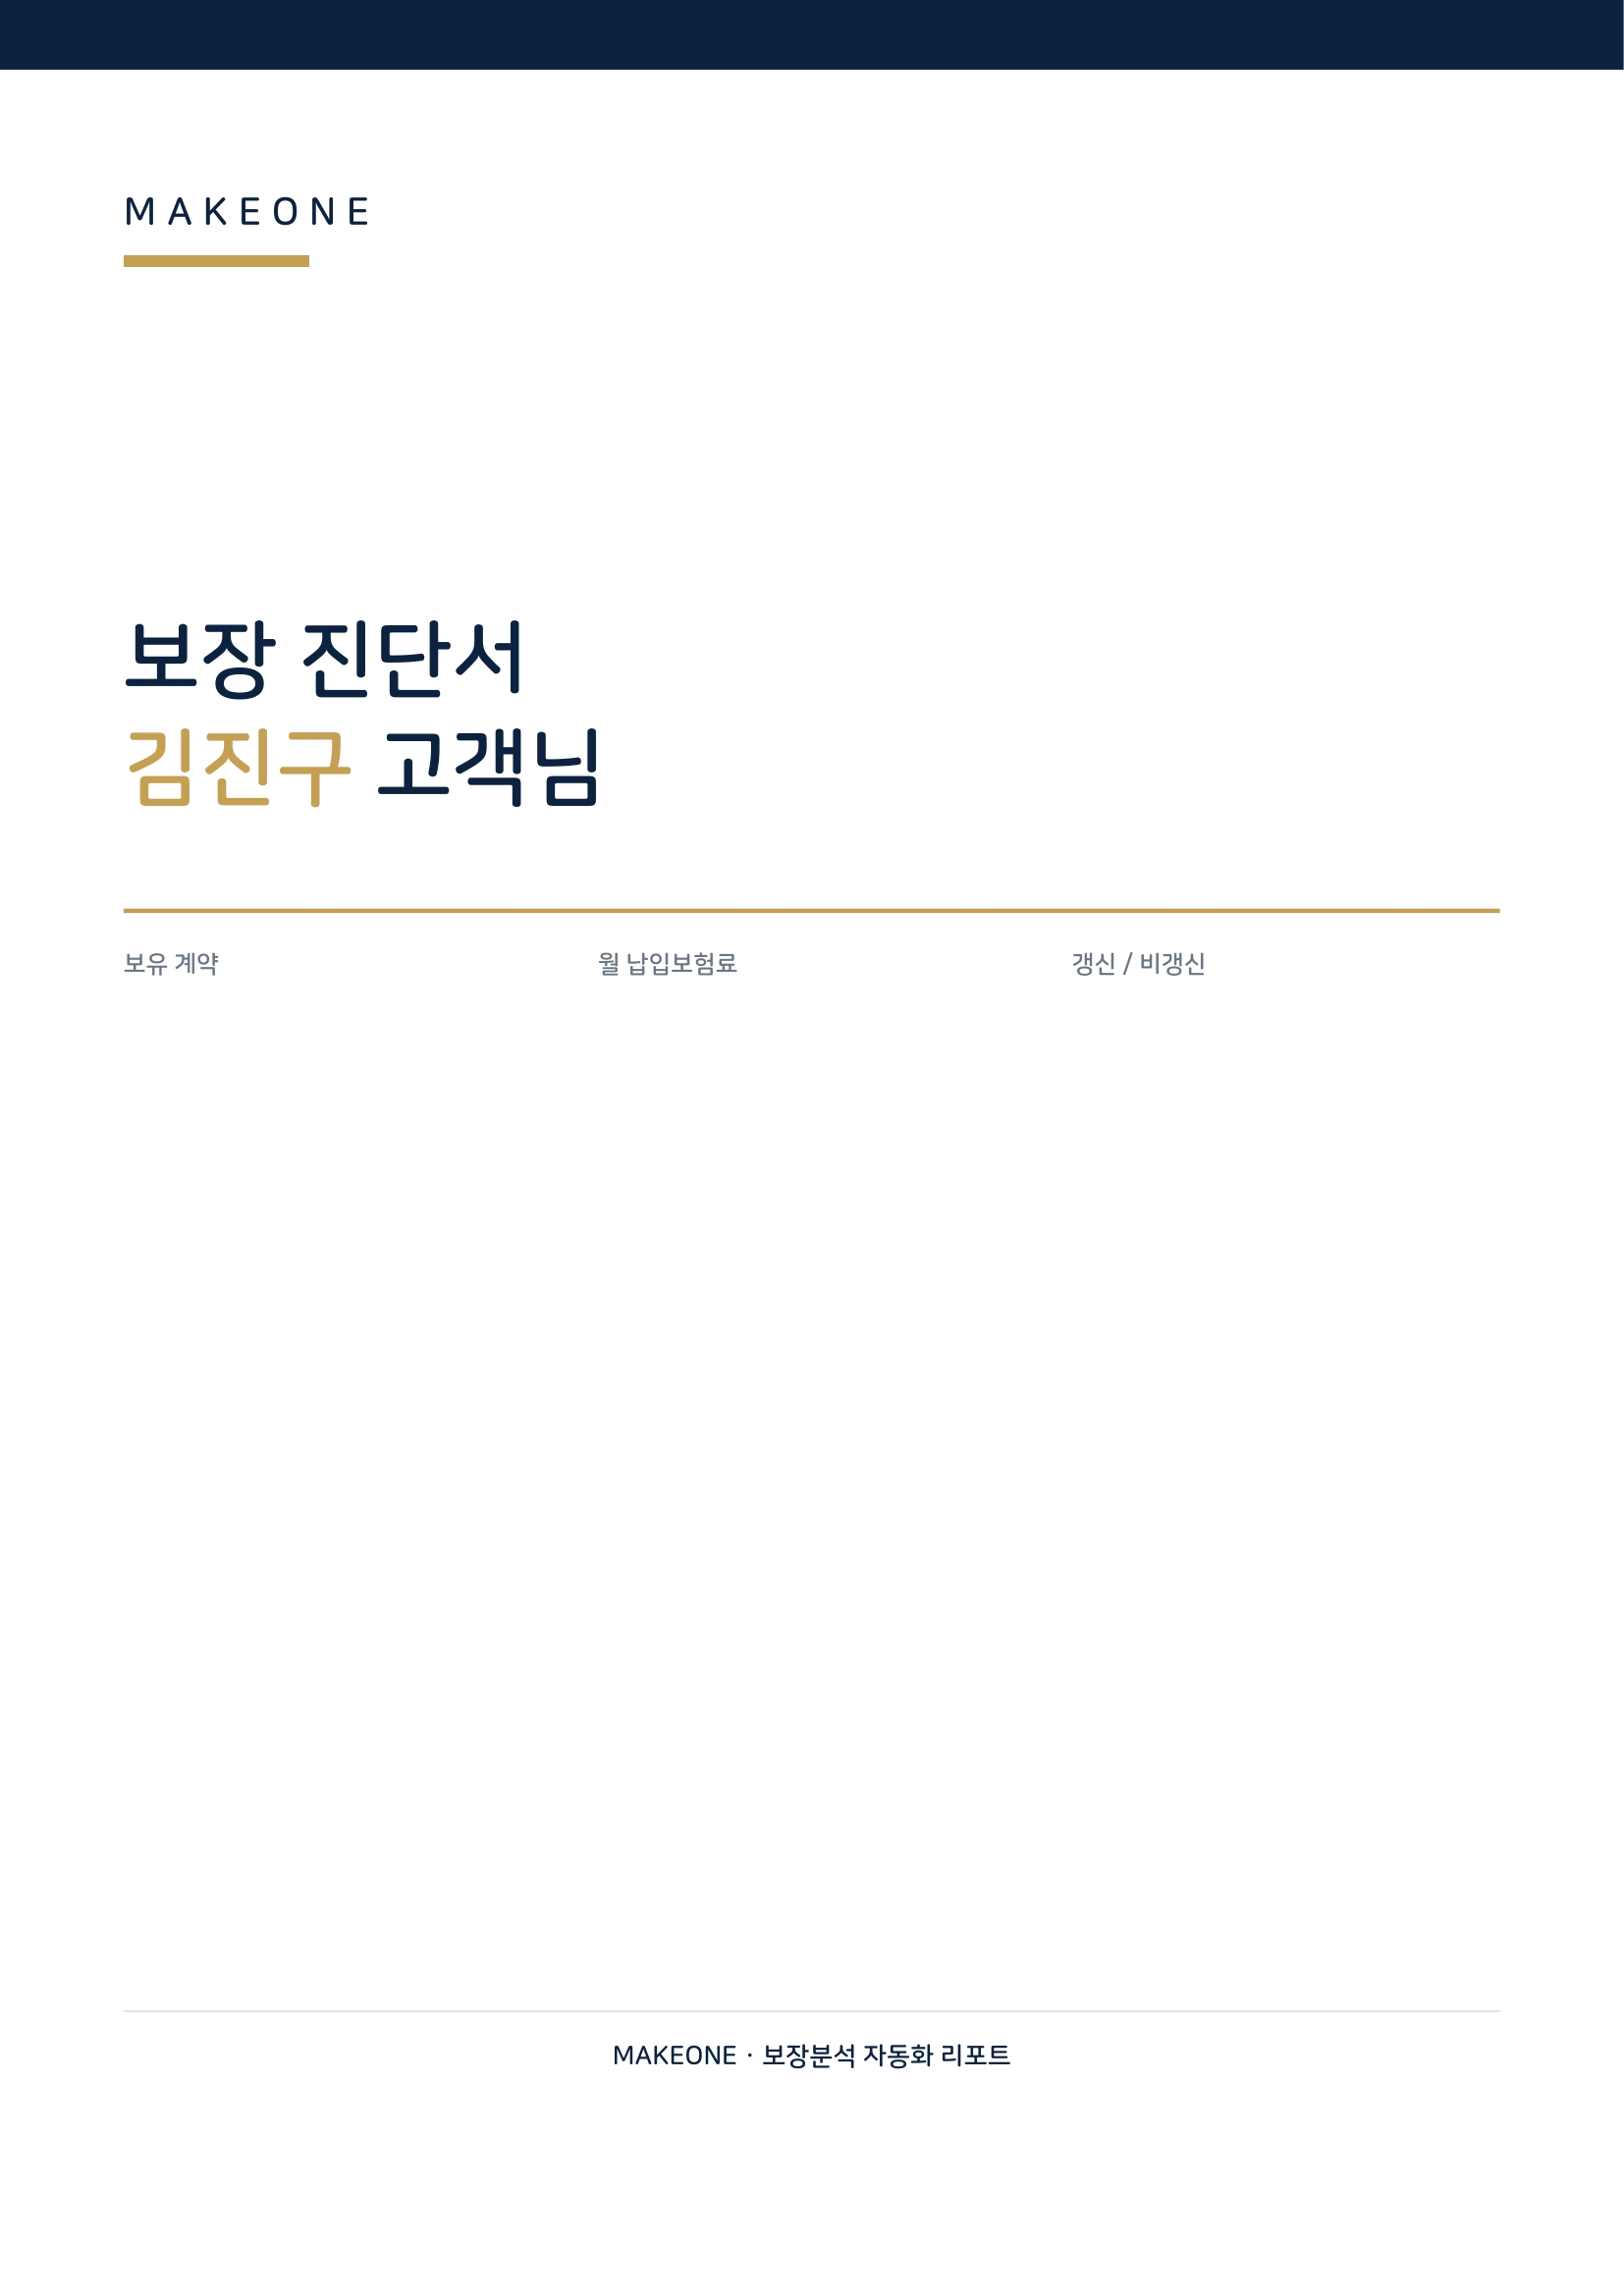 MAKEONE
보장 진단서
김진구 고객님
보유 계약 월 납입보험료 갱신 / 비갱신
MAKEONE · 보장분석 자동화 리포트